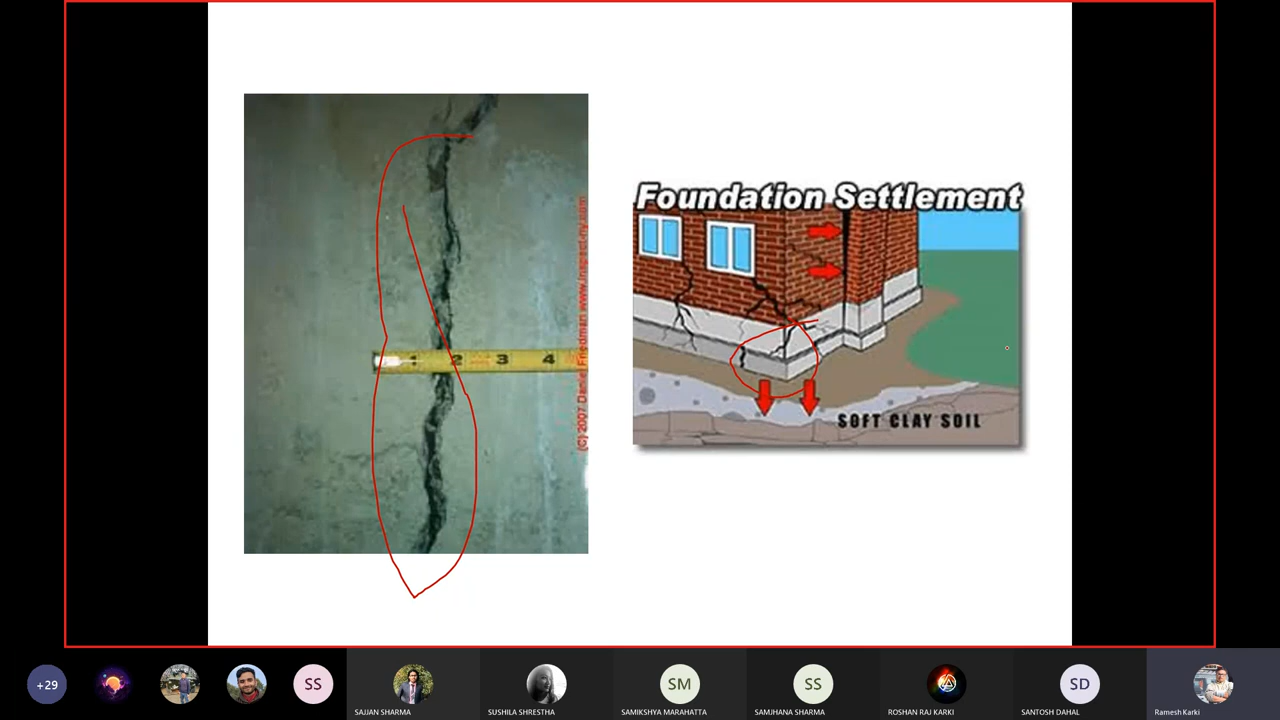 Foundation Settlement
1 2 3 4
(C) 2007 Daniel Friedman www.inspect-ny.com
SOFT CLAY SOIL
+29
SS
SAJJAN SHARMA
SUSHILA SHRESTHA
SM
SAMIKSHYA MARAHATTA
SS
SAMJHANA SHARMA
ROSHAN RAJ KARKI
SD
SANTOSH DAHAL
Ramesh Karki